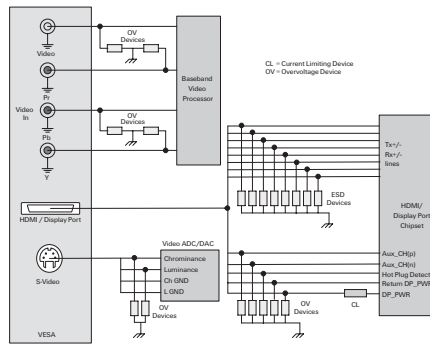 Video
Pr
Video
In
Pb
Y
HDMI / Display Port
S-Video
VESA
OV
Devices
OV
Devices
Baseband
Video
Processor
CL = Current Limiting Device
OV = Overvoltage Device
Tx+/-
Rx+/-
lines
ESD
Devices
HDMI/
Display Port
Chipset
Video ADC/DAC
Chrominance
Luminance
Ch GND
L GND
OV
Devices
Aux_CH(p)
Aux_CH(n)
Hot Plug Detect
Return DP_PWR
DP_PWR
OV
Devices
CL